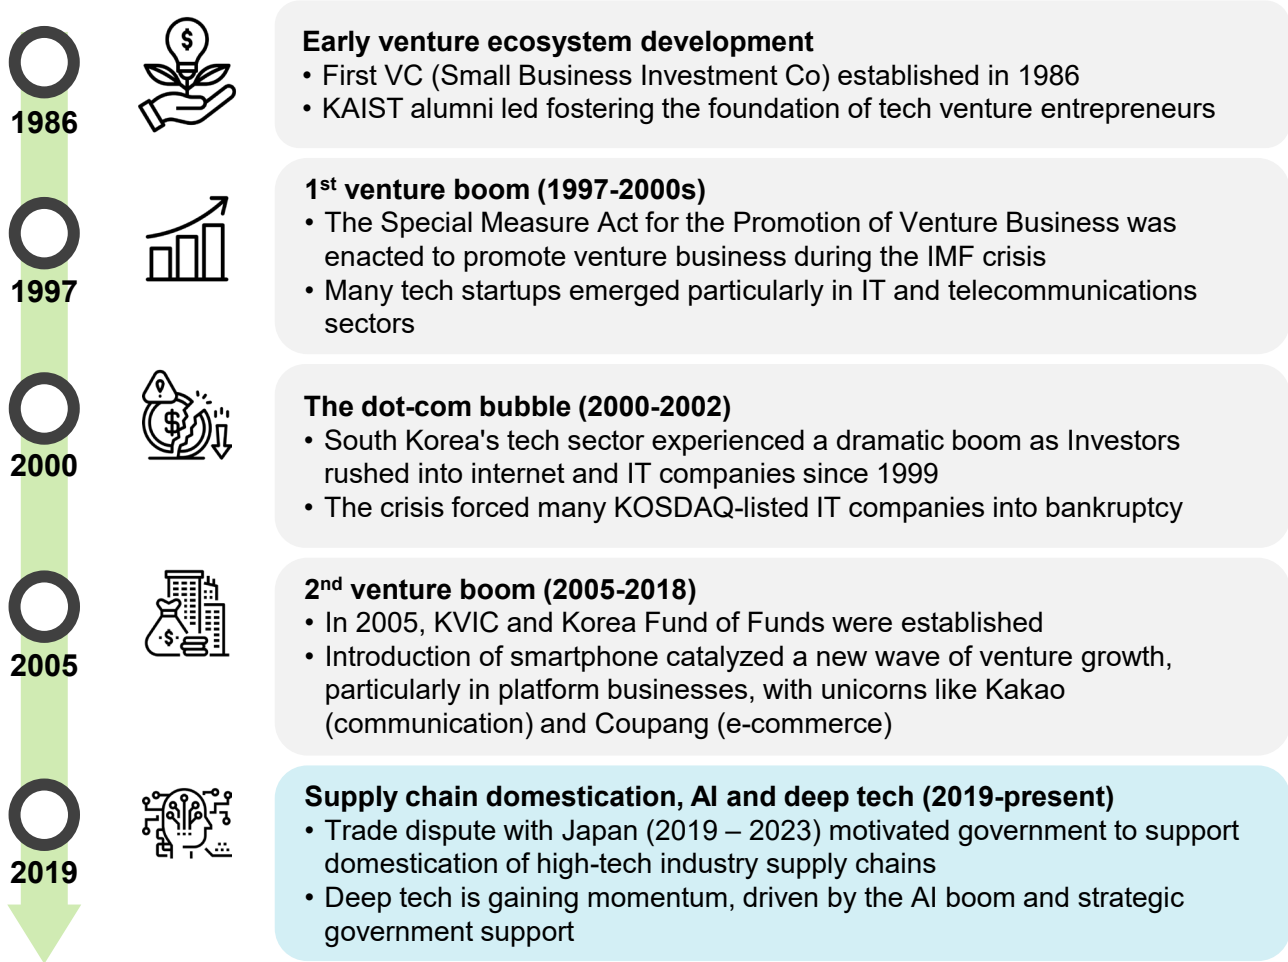 Early venture ecosystem development
• First VC (Small Business Investment Co) established in 1986
• KAIST alumni led fostering the foundation of tech venture entrepreneurs
1986
1st venture boom (1997-2000s)
• The Special Measure Act for the Promotion of Venture Business was
enacted to promote venture business during the IMF crisis
• Many tech startups emerged particularly in IT and telecommunications
sectors
1997
The dot-com bubble (2000-2002)
• South Korea's tech sector experienced a dramatic boom as Investors
rushed into internet and IT companies since 1999
• The crisis forced many KOSDAQ-listed IT companies into bankruptcy
2000
2nd venture boom (2005-2018)
• In 2005, KVIC and Korea Fund of Funds were established
• Introduction of smartphone catalyzed a new wave of venture growth,
particularly in platform businesses, with unicorns like Kakao
(communication) and Coupang (e-commerce)
2005
Supply chain domestication, AI and deep tech (2019-present)
• Trade dispute with Japan (2019 – 2023) motivated government to support
domestication of high-tech industry supply chains
• Deep tech is gaining momentum, driven by the AI boom and strategic
government support
2019